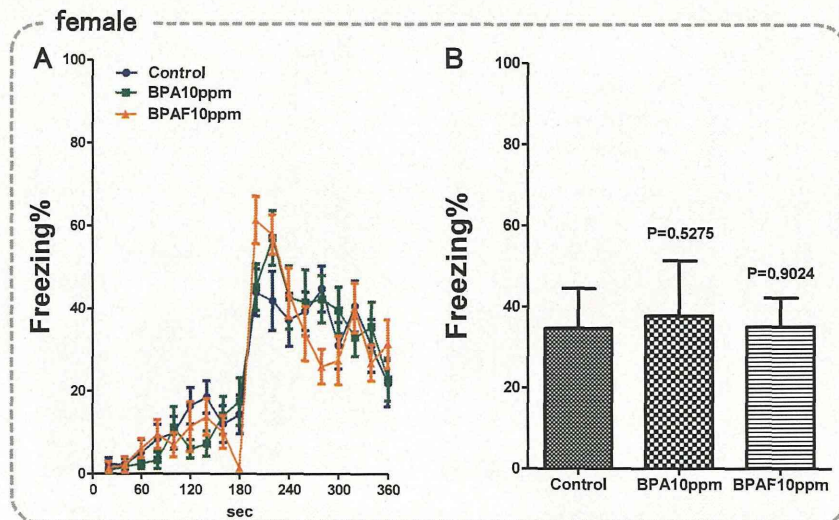 female
A
Control
BPA10ppm
BPAF10ppm
Freezing%
100
80
60
40
20
0
0 60 120 180 240 300 360
sec
B
Freezing%
100
80
60
40
20
0
P=0.5275
P=0.9024
Control BPA10ppm BPAF10ppm